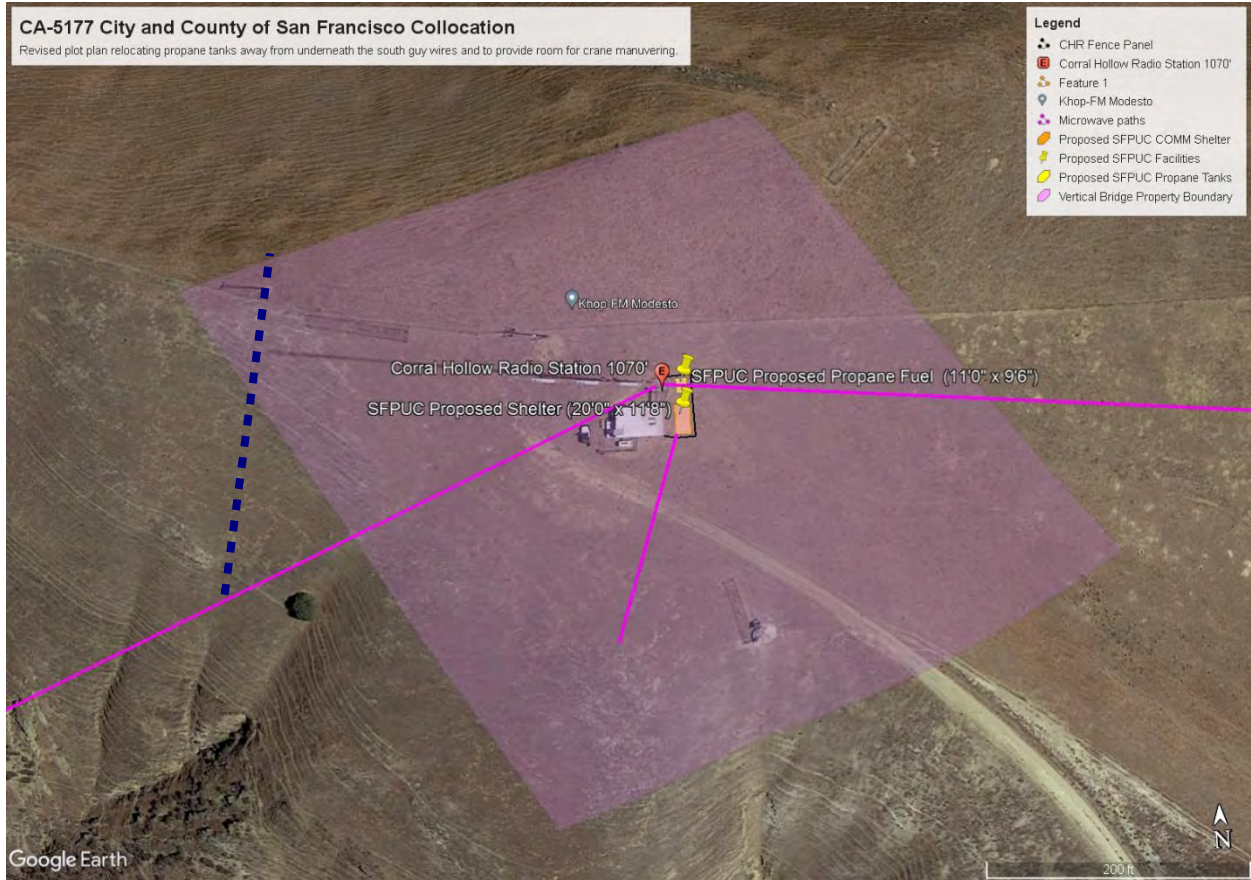 CA-5177 City and County of San Francisco Collocation
Revised plot plan relocating propane tanks away from underneath the south guy wires and to provide room for crane manuvering.
Legend
CHR Fence Panel
E Corral Hollow Radio Station 1070'
Feature 1
Khop-FM Modesto
Microwave paths
Proposed SFPUC COMM Shelter
Proposed SFPUC Facilities
Proposed SFPUC Propane Tanks
Vertical Bridge Property Boundary
Khop-FM Modesto
Corral Hollow Radio Station 1070'
E
SFPUC Proposed Propane Fuel (11'0" x 9'6")
SFPUC Proposed Shelter (20'0" x 11'8")
N
Google Earth
200 ft